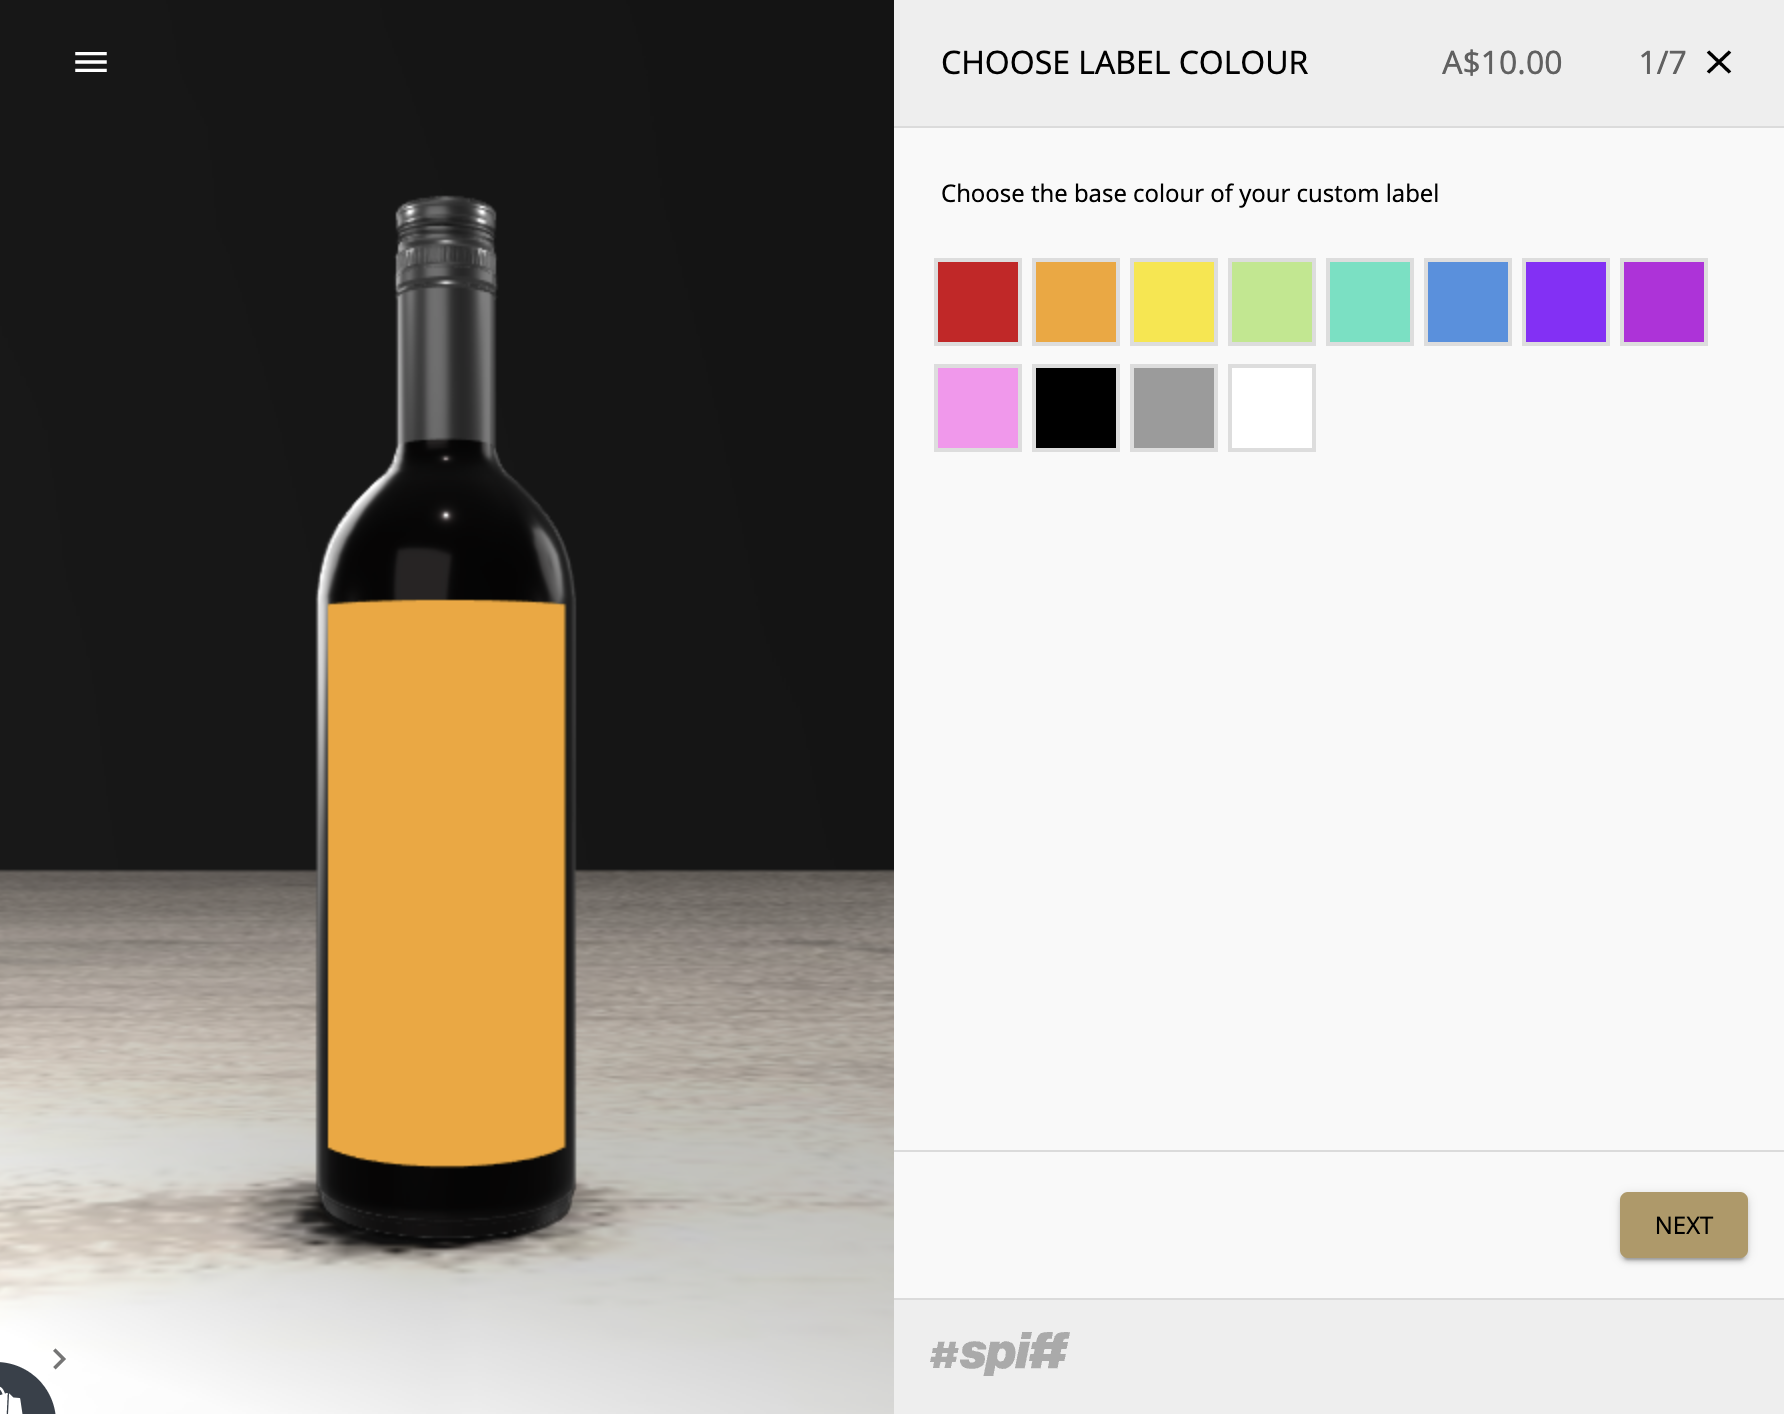 CHOOSE LABEL COLOUR
A$10.00
1/7
Choose the base colour of your custom label
NEXT
#spiff